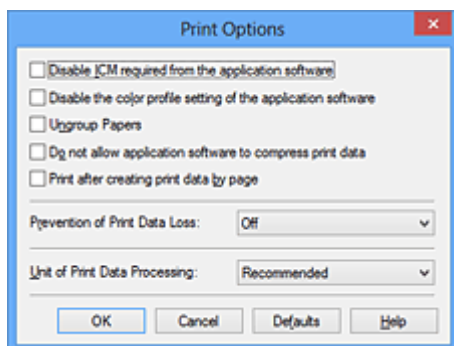 Print Options
Disable ICM required from the application software
Disable the color profile setting of the application software
Ungroup Papers
Do not allow application software to compress print data
Print after creating print data by page
Prevention of Print Data Loss: Off
Unit of Print Data Processing: Recommended
OK Cancel Defaults Help